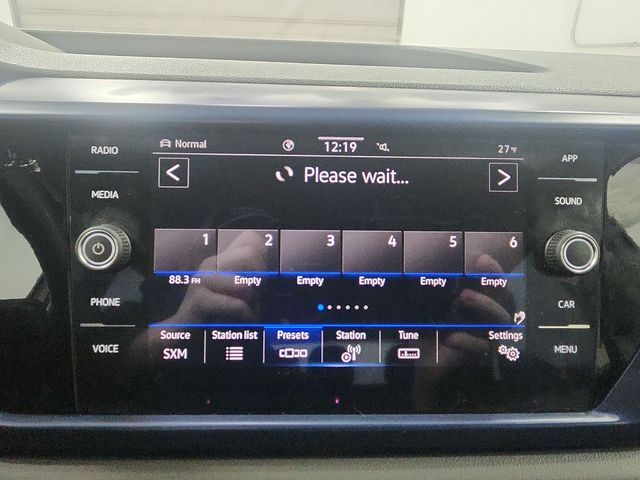 RADIO
MEDIA
PHONE
VOICE
Normal
12:19
27°F
< Please wait... >
1 2 3 4 5 6
88.3 FM Empty Empty Empty Empty Empty
Source Station list Presets Station Tune Settings
SXM
APP
SOUND
CAR
MENU